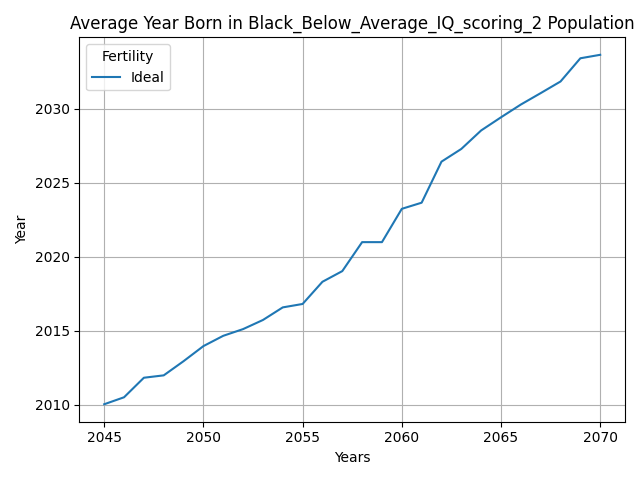 Average Year Born in Black_Below_Average_IQ_scoring_2 Population
Fertility
Ideal
Year
2030
2025
2020
2015
2010
2045 2050 2055 2060 2065 2070
Years